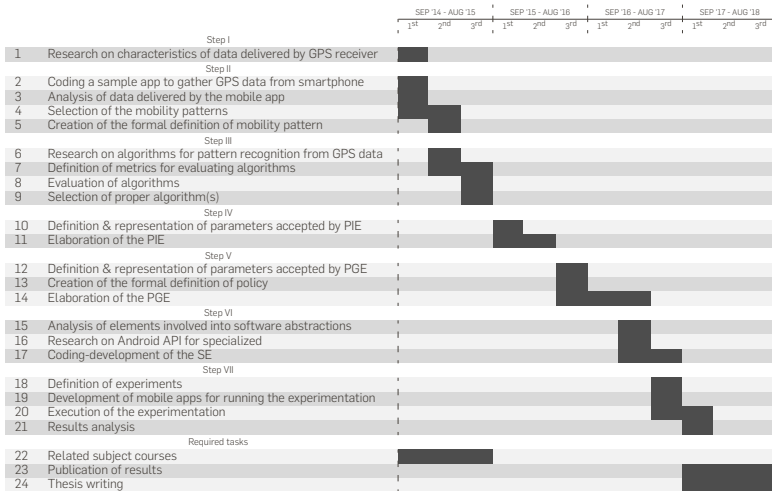 SEP '14 - AUG '15 SEP '15 - AUG '16 SEP '16 - AUG '17 SEP '17 - AUG '18
1st 2nd 3rd 1st 2nd 3rd 1st 2nd 3rd 1st 2nd 3rd
Step I
1 Research on characteristics of data delivered by GPS receiver
Step II
2 Coding a sample app to gather GPS data from smartphone
3 Analysis of data delivered by the mobile app
4 Selection of the mobility patterns
5 Creation of the formal definition of mobility pattern
Step III
6 Research on algorithms for pattern recognition from GPS data
7 Definition of metrics for evaluating algorithms
8 Evaluation of algorithms
9 Selection of proper algorithm(s)
Step IV
10 Definition & representation of parameters accepted by PIE
11 Elaboration of the PIE
Step V
12 Definition & representation of parameters accepted by PGE
13 Creation of the formal definition of policy
14 Elaboration of the PGE
Step VI
15 Analysis of elements involved into software abstractions
16 Research on Android API for specialized
17 Coding-development of the SE
Step VII
18 Definition of experiments
19 Development of mobile apps for running the experimentation
20 Execution of the experimentation
21 Results analysis
Required tasks
22 Related subject courses
23 Publication of results
24 Thesis writing